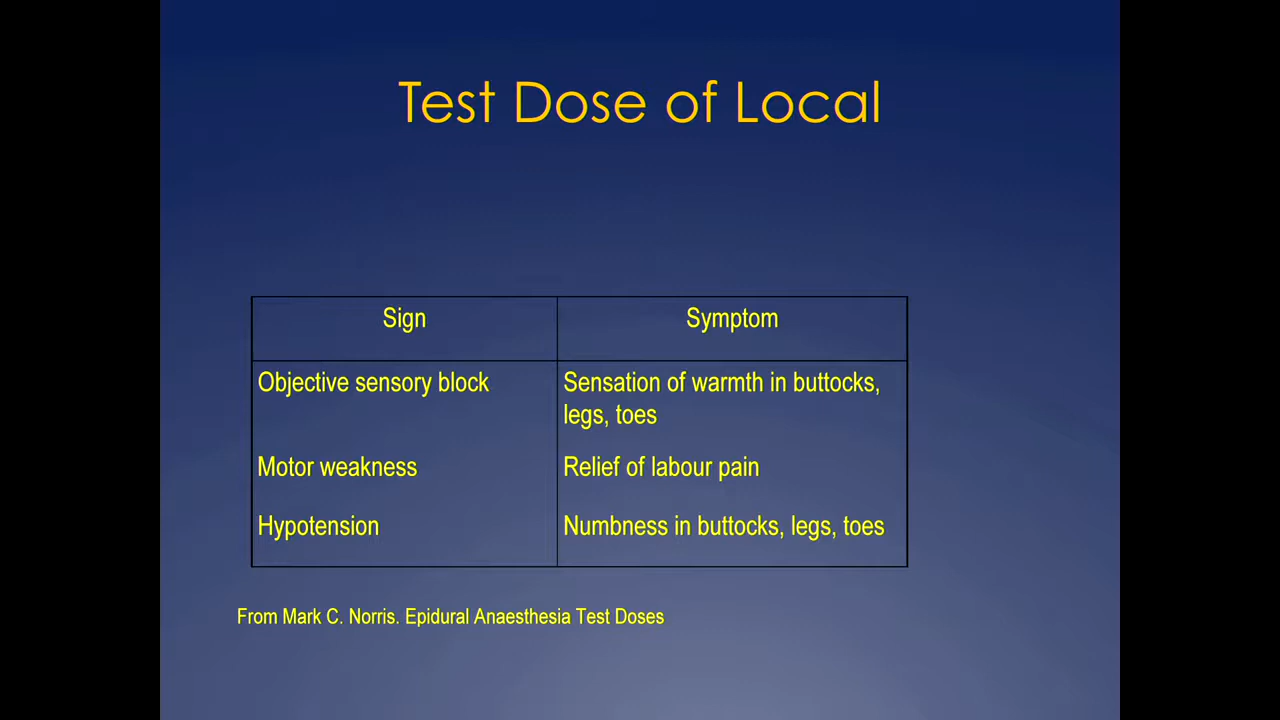 Test Dose of Local
Sign
Symptom
Objective sensory block
Sensation of warmth in buttocks,
legs, toes
Motor weakness
Relief of labour pain
Hypotension
Numbness in buttocks, legs, toes
From Mark C. Norris. Epidural Anaesthesia Test Doses